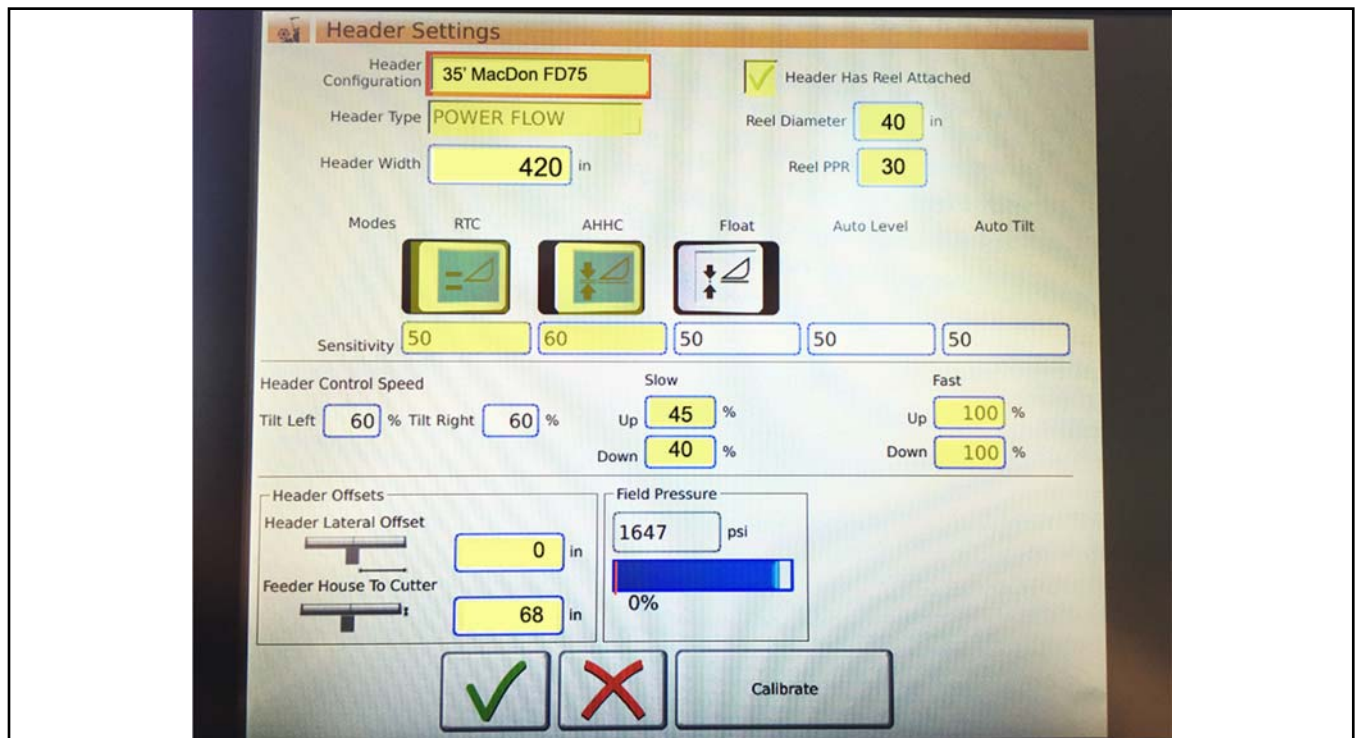 Header Settings
Header Configuration 35' MacDon FD75
Header Has Reel Attached
Header Type POWER FLOW
Reel Diameter 40 in
Header Width 420 in
Reel PPR 30
Modes RTC AHHC Float Auto Level Auto Tilt
Sensitivity 50 60 50 50 50
Header Control Speed Slow Fast
Tilt Left 60 % Tilt Right 60 % Up 45 % Up 100 %
Down 40 % Down 100 %
Header Offsets
Header Lateral Offset
0 in
Feeder House To Cutter
68 in
Field Pressure
1647 psi
0%
Calibrate